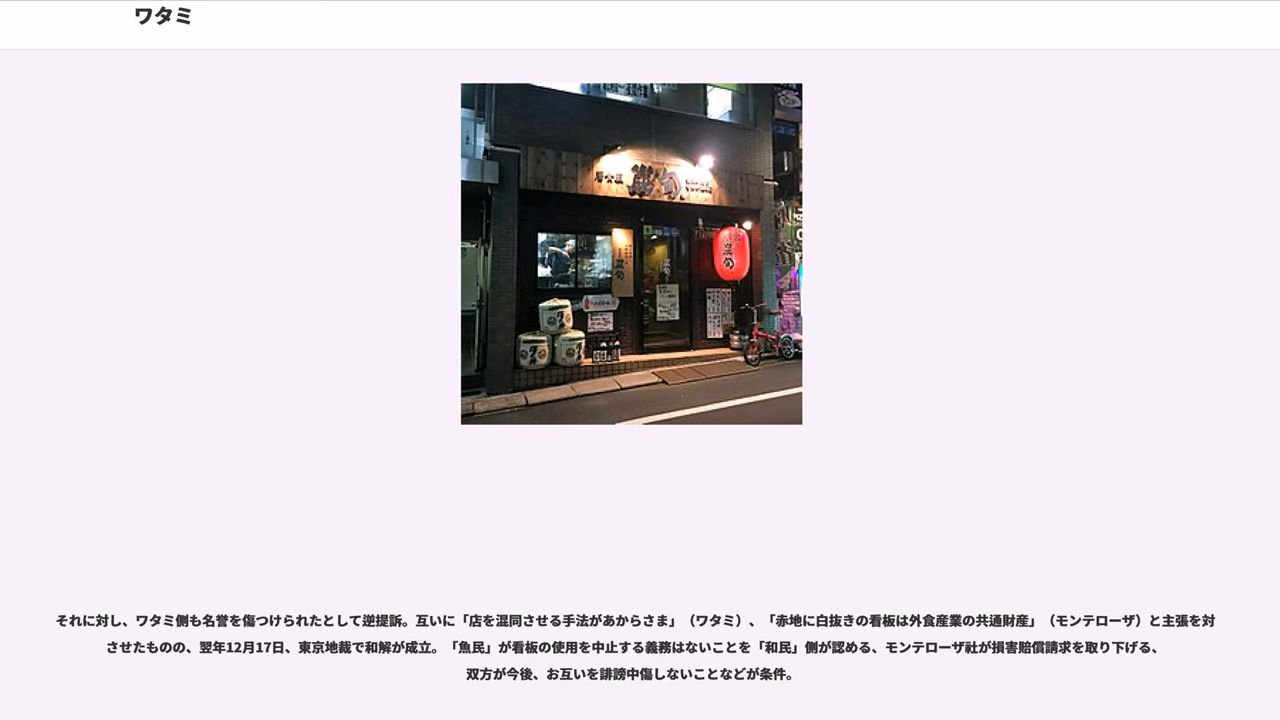 ワタミ
それに対し、ワタミ側も名誉を傷つけられたとして逆提訴。互いに「店を混同させる手法があからさま」（ワタミ）、「赤地に白抜きの看板は外食産業の共通財産」（モンテローザ）と主張を対
させたものの、翌年12月17日、東京地裁で和解が成立。「魚民」が看板の使用を中止する義務はないことを「和民」側が認める、モンテローザ社が損害賠償請求を取り下げる、
双方が今後、お互いを誹謗中傷しないことなどが条件。